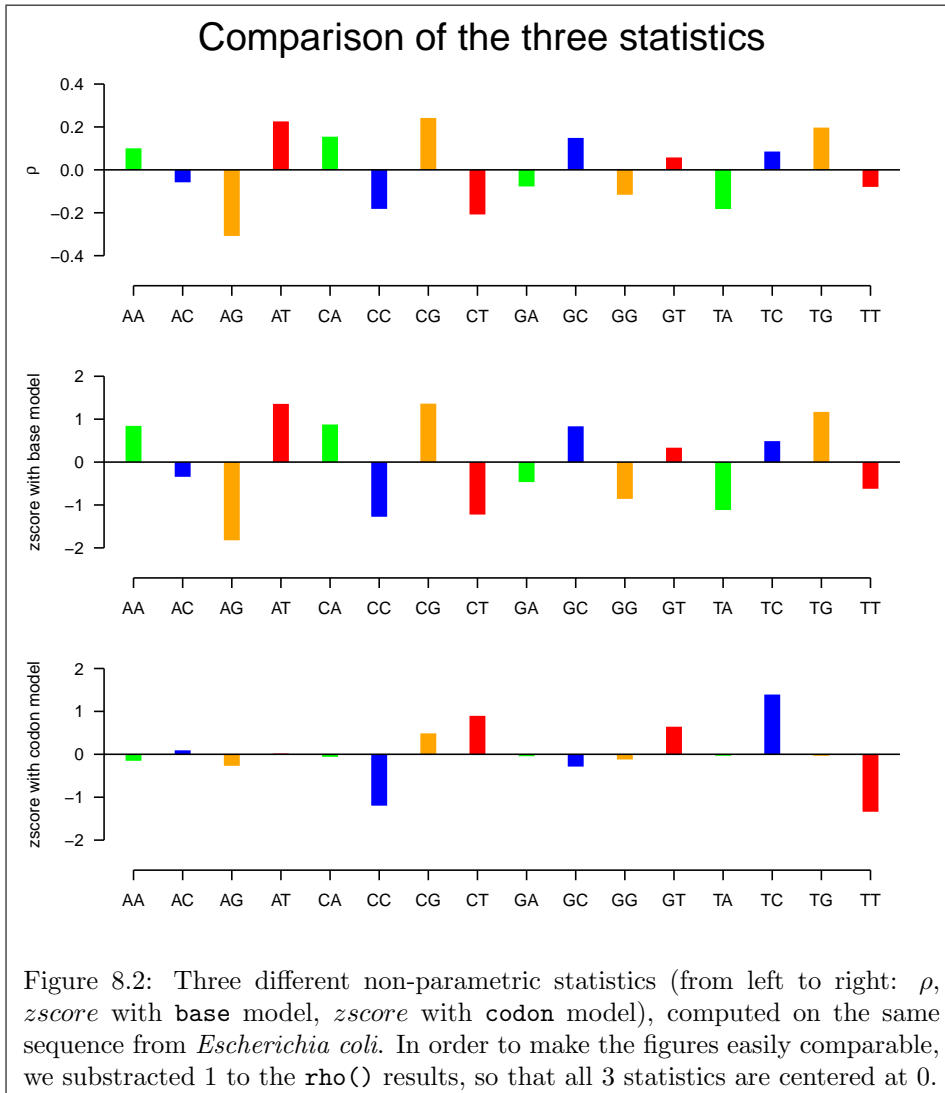 Comparison of the three statistics
0.4
0.2
0.0
−0.2
−0.4
ρ
AA AC AG AT CA CC CG CT GA GC GG GT TA TC TG TT
2
1
0
−1
−2
zscore with base model
AA AC AG AT CA CC CG CT GA GC GG GT TA TC TG TT
2
1
0
−1
−2
zscore with codon model
AA AC AG AT CA CC CG CT GA GC GG GT TA TC TG TT
Figure 8.2: Three different non-parametric statistics (from left to right: ρ,
zscore with base model, zscore with codon model), computed on the same
sequence from Escherichia coli. In order to make the figures easily comparable,
we substracted 1 to the rho() results, so that all 3 statistics are centered at 0.